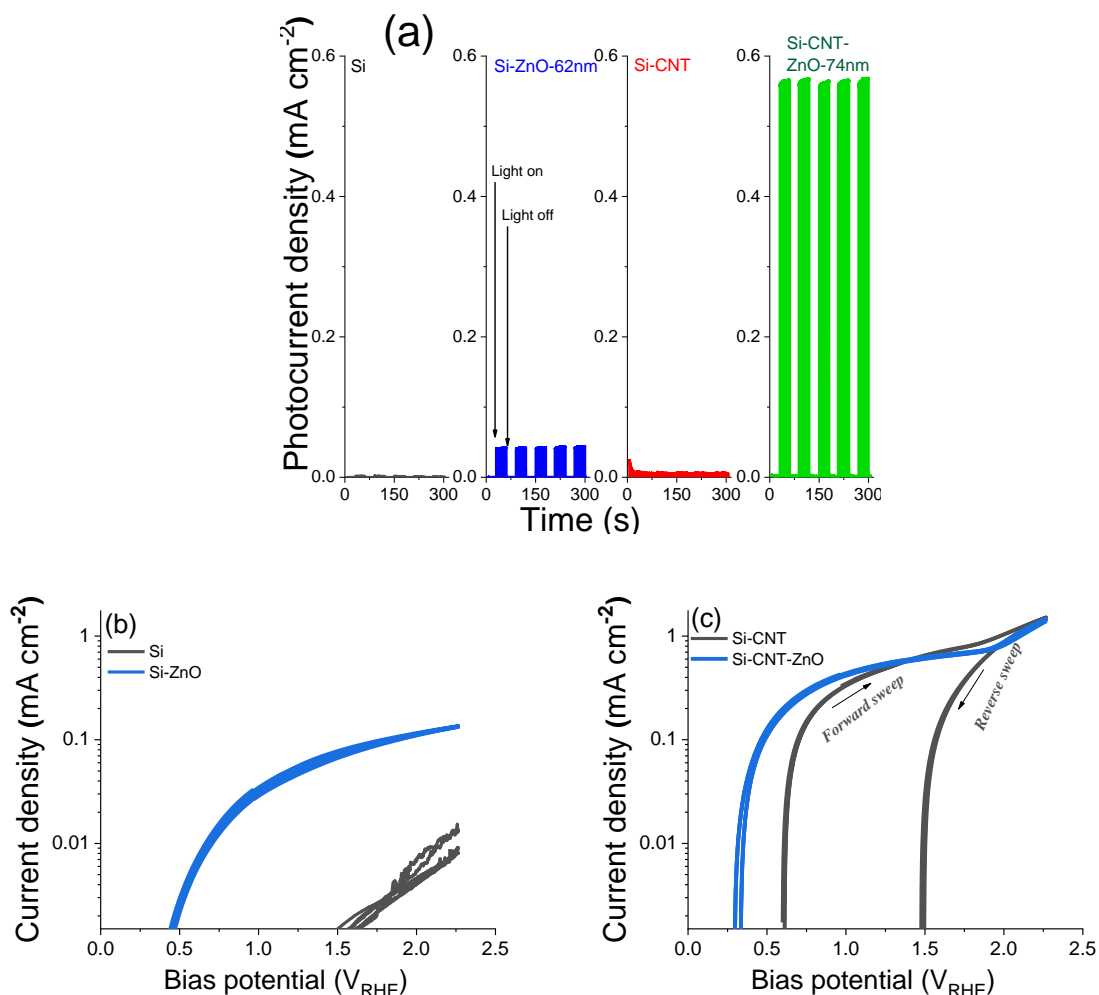 (a)
Photocurrent density (mA cm-2)
0.6
0.4
0.2
0.0
Si
0 150 300
0.6
0.4
0.2
0.0
Si-ZnO-62nm
Light on
Light off
0 150 300
0.6
0.4
0.2
0.0
Si-CNT
0 150 300
0.6
0.4
0.2
0.0
Si-CNT-
ZnO-74nm
0 150 300
Time (s)
(b)
Si
Si-ZnO
Current density (mA cm-2)
1
0.1
0.01
0.0 0.5 1.0 1.5 2.0 2.5
Bias potential (VRHE)
(c)
Si-CNT
Si-CNT-ZnO
Forward sweep
Reverse sweep
Current density (mA cm-2)
1
0.1
0.01
0.0 0.5 1.0 1.5 2.0 2.5
Bias potential (VRHE)